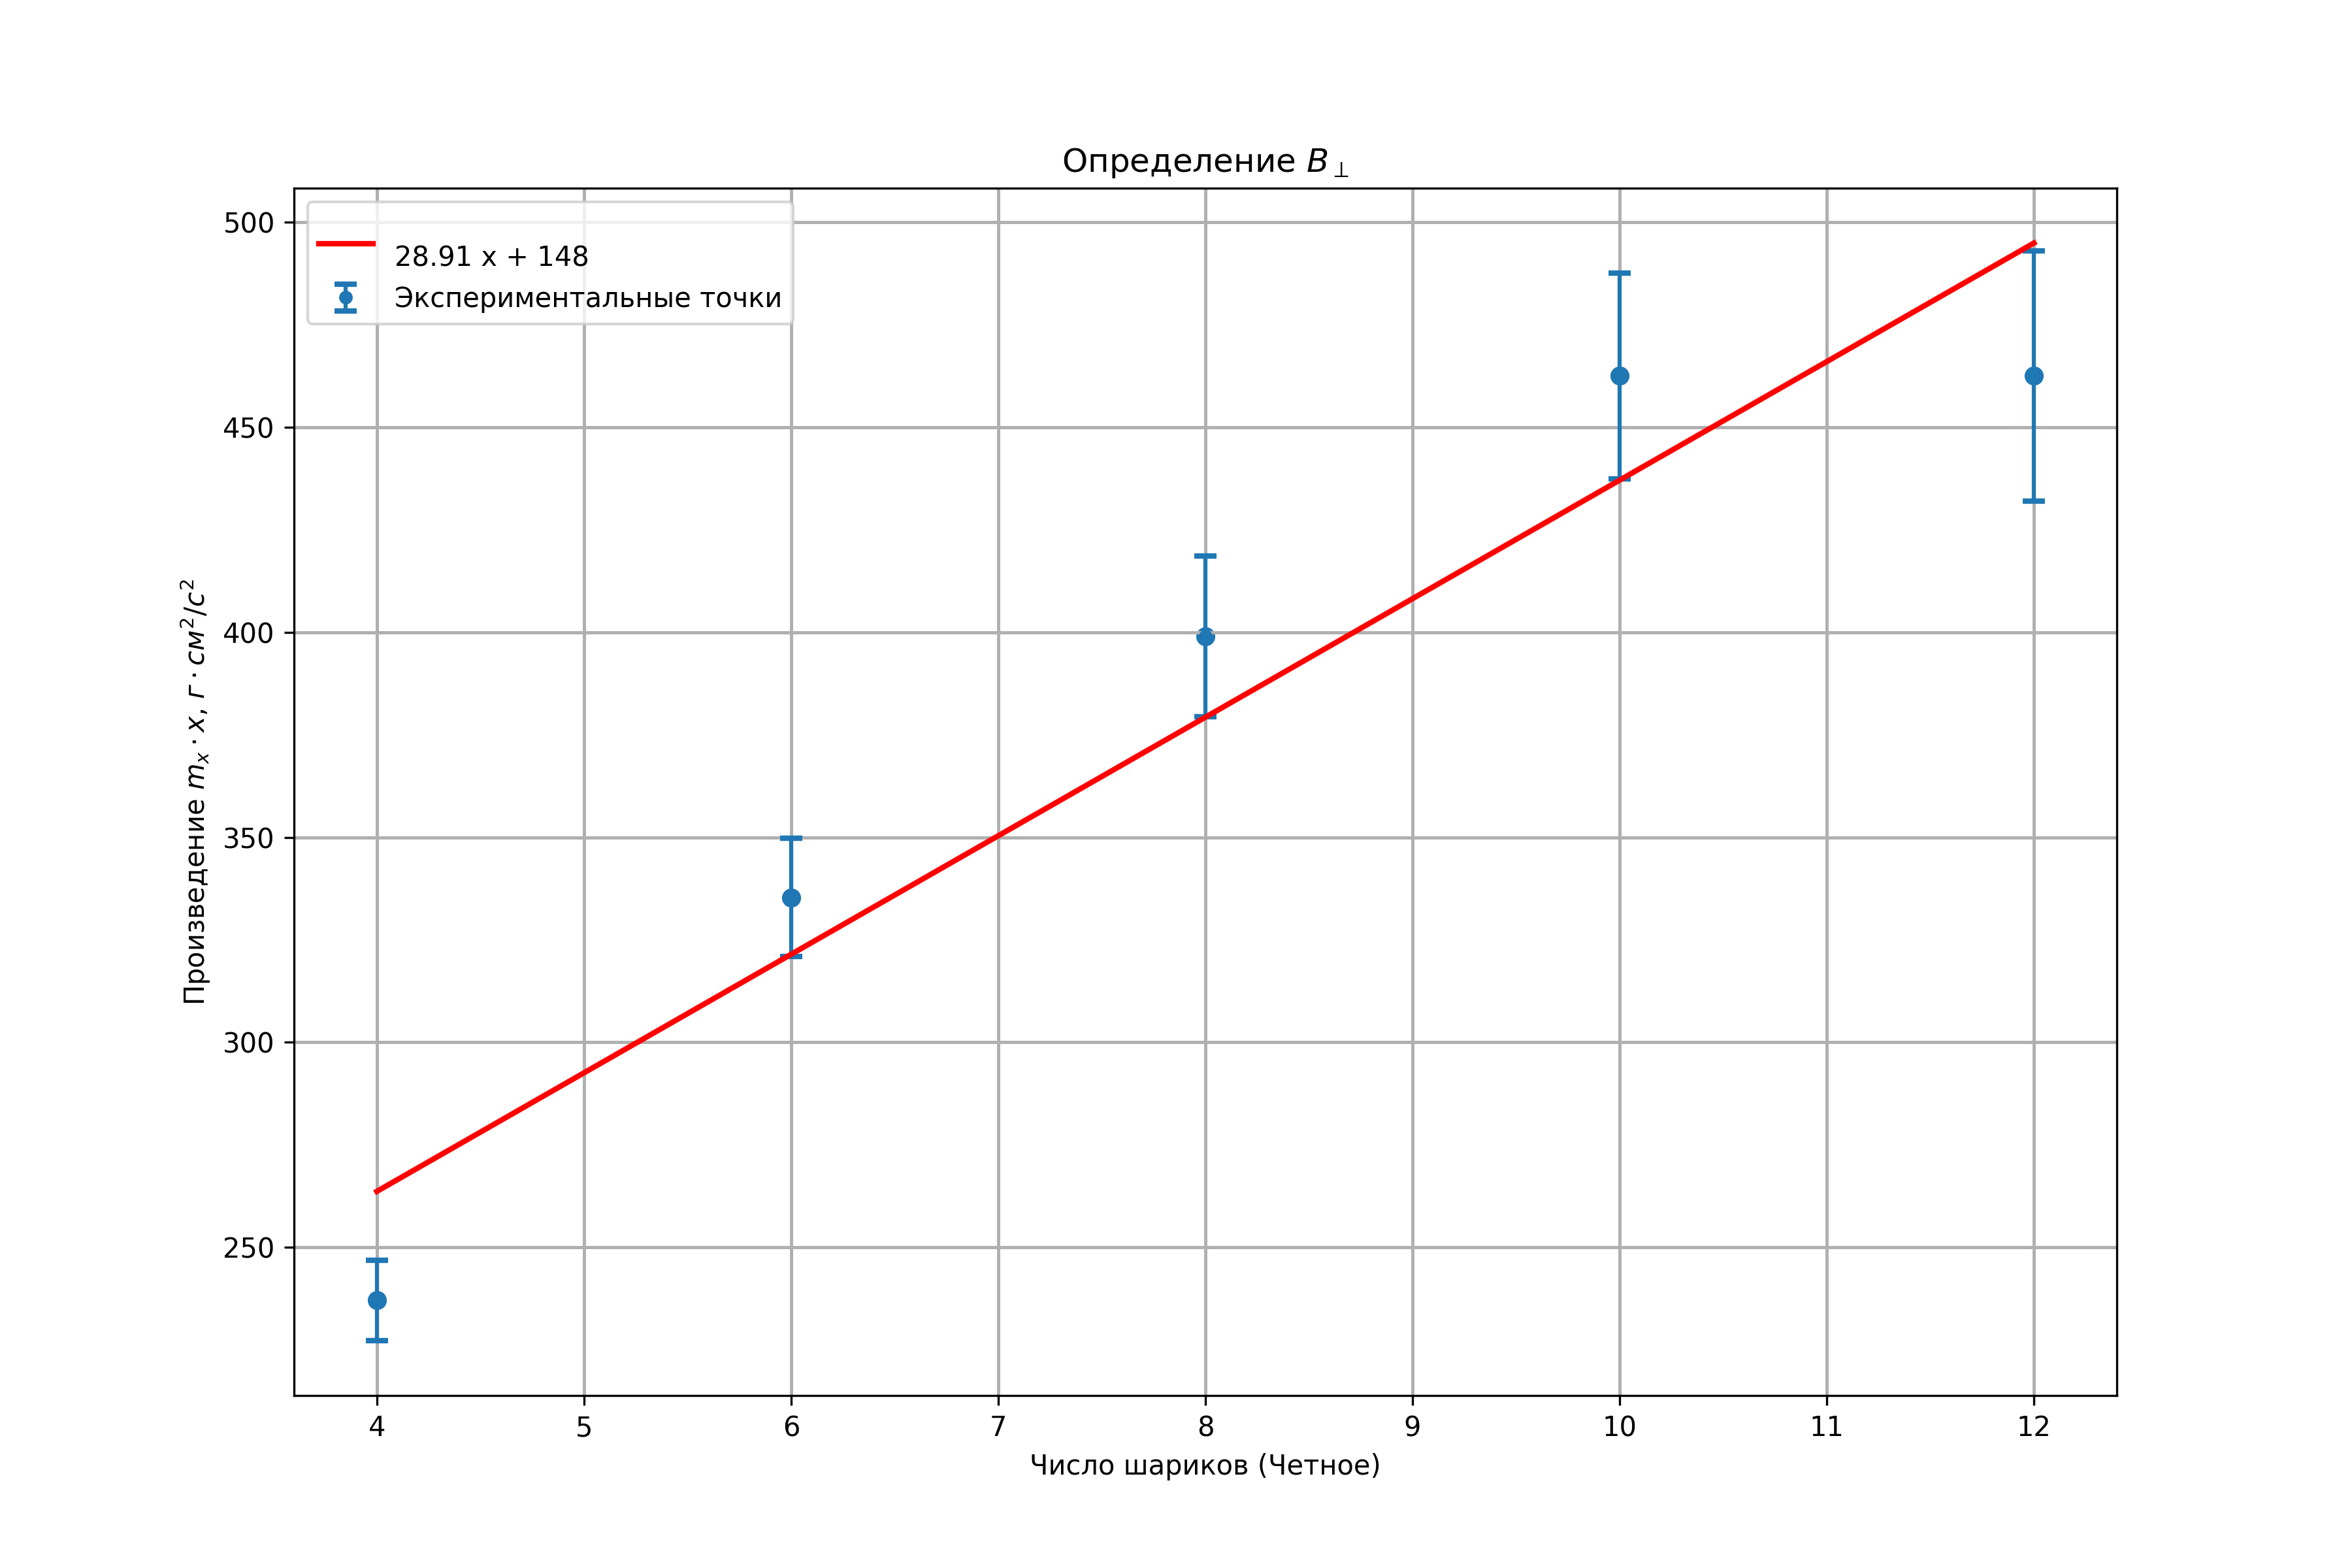 Определение B⊥
28.91 x + 148
Экспериментальные точки
Произведение mₓ · x, г · см²/с²
500
450
400
350
300
250
4 5 6 7 8 9 10 11 12
Число шариков (Четное)